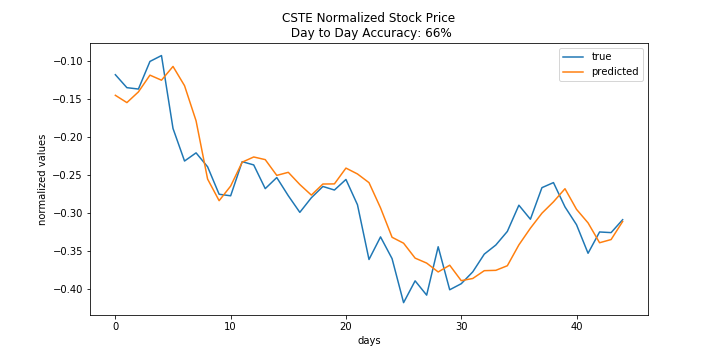 CSTE Normalized Stock Price
Day to Day Accuracy: 66%
true
predicted
normalized values
−0.10
−0.15
−0.20
−0.25
−0.30
−0.35
−0.40
0
10
20
30
40
days